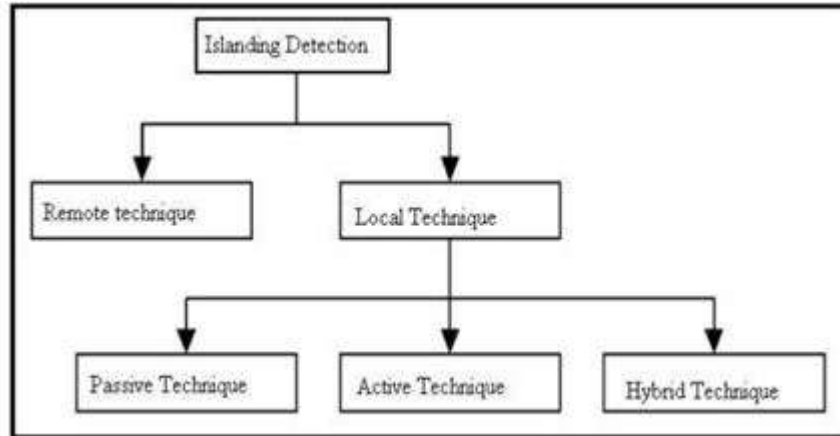 Islanding Detection
Remote technique
Local Technique
Passive Technique
Active Technique
Hybrid Technique